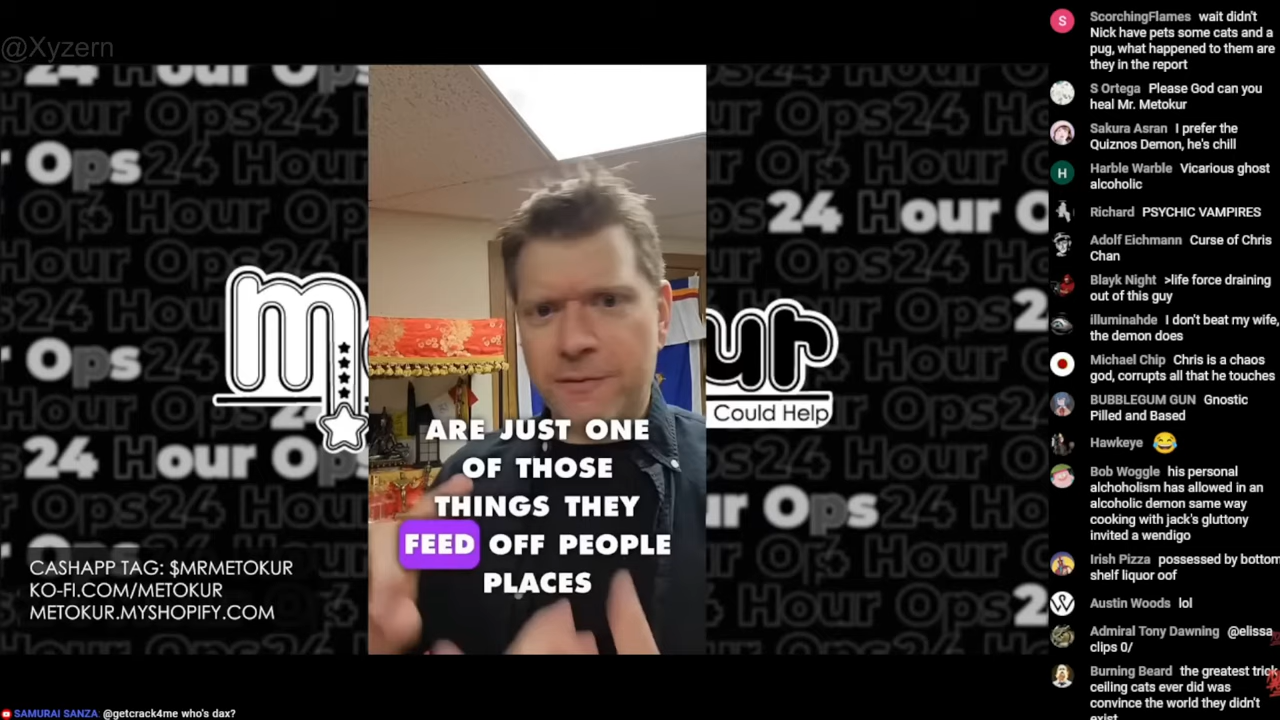 @Xyzern
24 Hour Ops
Could Help
ARE JUST ONE
OF THOSE
THINGS THEY
FEED OFF PEOPLE
PLACES
CASHAPP TAG: $MRMETOKUR
KO-FI.COM/METOKUR
METOKUR.MYSHOPIFY.COM
SAMURAI SANZA: @getcrack4me who's dax?
ScorchingFlames wait didn't
Nick have pets some cats and a
pug, what happened to them are
they in the report
S Ortega Please God can you
heal Mr. Metokur
Sakura Asran I prefer the
Quiznos Demon, he's chill
Harble Warble Vicarious ghost
alcoholic
Richard PSYCHIC VAMPIRES
Adolf Eichmann Curse of Chris
Chan
Blayk Night >life force draining
out of this guy
illuminahde I don't beat my wife,
the demon does
Michael Chip Chris is a chaos
god, corrupts all that he touches
BUBBLEGUM GUN Gnostic
Pilled and Based
Hawkeye 😂
Bob Woggle his personal
alchoholism has allowed in an
alcoholic demon same way
cooking with jack's gluttony
invited a wendigo
Irish Pizza possessed by bottom
shelf liquor oof
Austin Woods lol
Admiral Tony Dawning @elissa
clips 0/
Burning Beard the greatest trick
ceiling cats ever did was
convince the world they didn't
exist